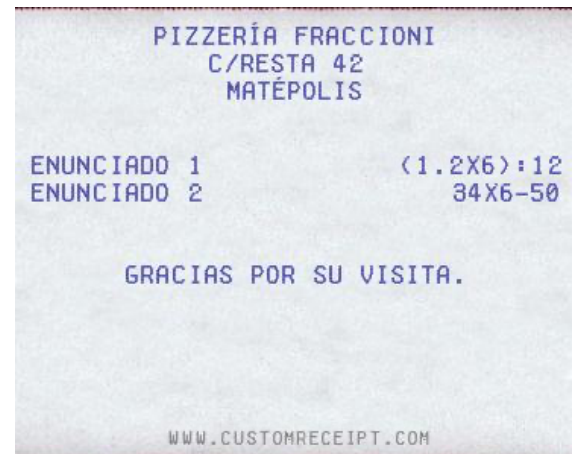 PIZZERÍA FRACCIONI
C/RESTA 42
MATÉPOLIS
ENUNCIADO 1 (1.2X6):12
ENUNCIADO 2 34X6-50
GRACIAS POR SU VISITA.
WWW.CUSTOMRECEIPT.COM